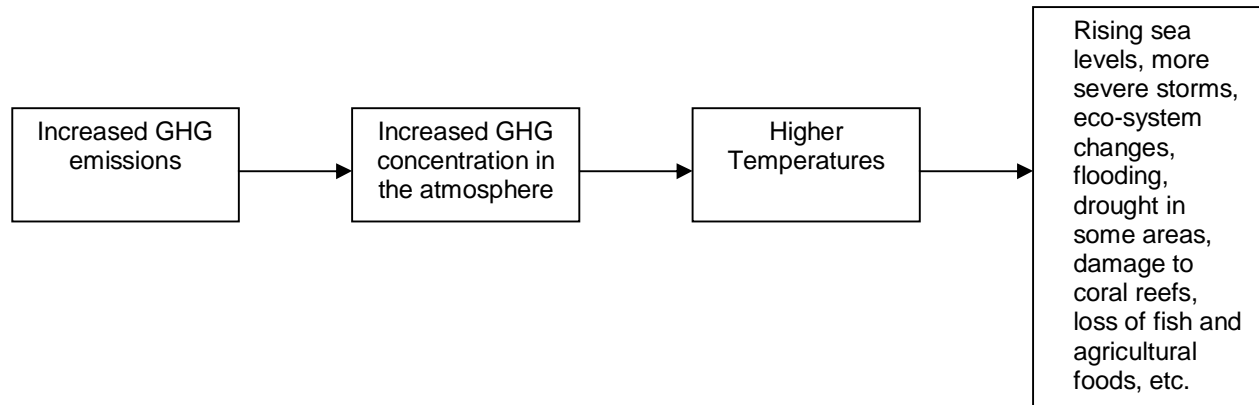 Increased GHG
emissions
Increased GHG
concentration in
the atmosphere
Higher
Temperatures
Rising sea
levels, more
severe storms,
eco-system
changes,
flooding,
drought in
some areas,
damage to
coral reefs,
loss of fish and
agricultural
foods, etc.